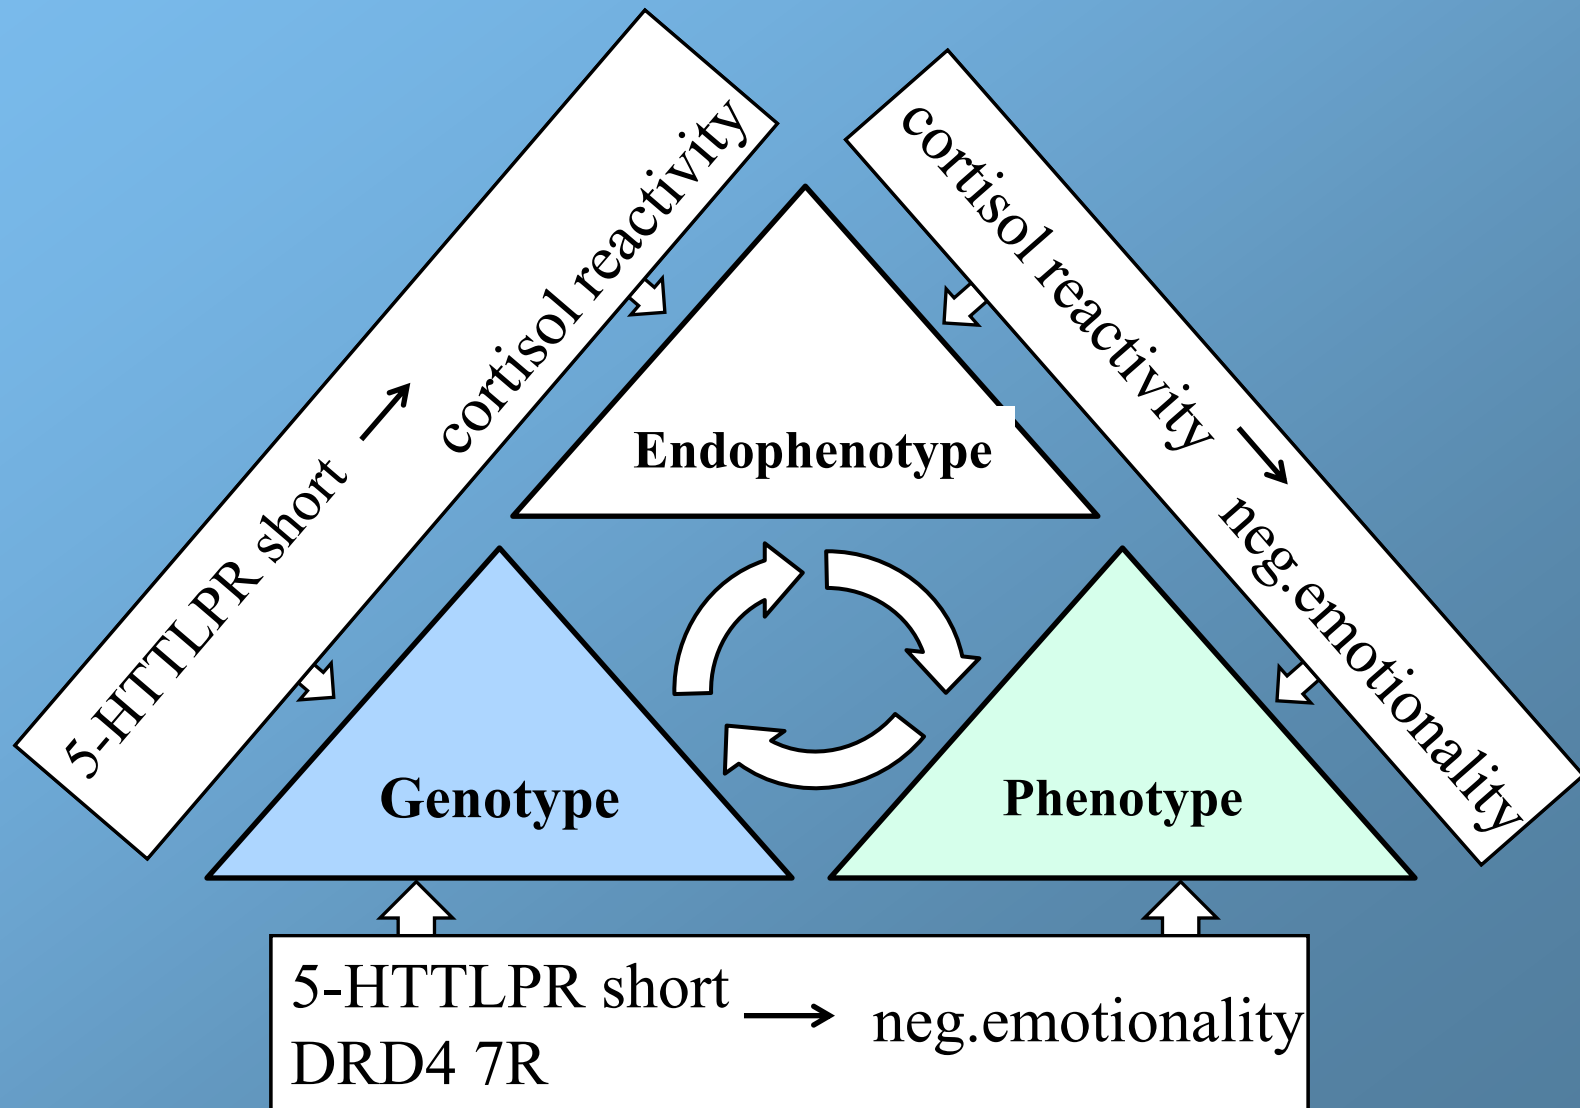 5-HTTLPR short → cortisol reactivity
cortisol reactivity → neg.emotionality
Endophenotype
Genotype
Phenotype
5-HTTLPR short
DRD4 7R
→ neg.emotionality